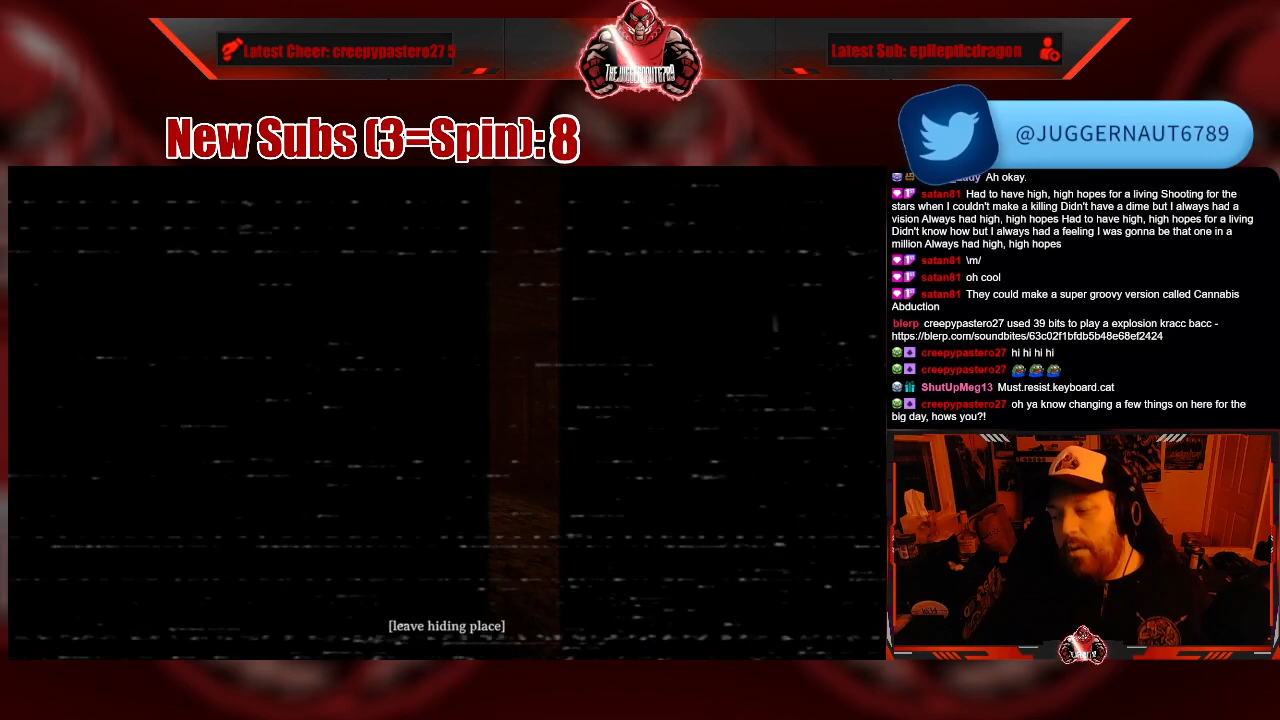 Latest Cheer: creepypastero27 5
THEJUGGERNAUT6789
Latest Sub: epilepticdragon
New Subs (3=Spin): 8
@JUGGERNAUT6789
Ah okay.
satan81 Had to have high, high hopes for a living Shooting for the
stars when I couldn't make a killing Didn't have a dime but I always had a
vision Always had high, high hopes Had to have high, high hopes for a living
Didn't know how but I always had a feeling I was gonna be that one in a
million Always had high, high hopes
satan81 \m/
satan81 oh cool
satan81 They could make a super groovy version called Cannabis
Abduction
blerp creepypastero27 used 39 bits to play a explosion kracc bacc -
https://blerp.com/soundbites/63c02f1bfdb5b48e68ef2424
creepypastero27 hi hi hi hi
creepypastero27
ShutUpMeg13 Must.resist.keyboard.cat
creepypastero27 oh ya know changing a few things on here for the
big day, hows you?!
[leave hiding place]